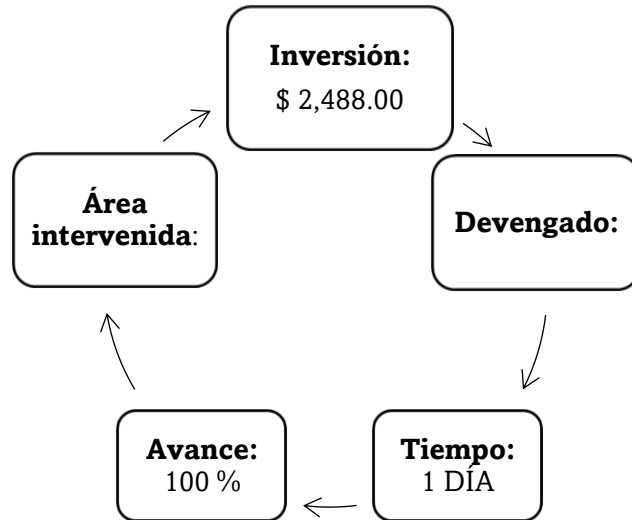 Inversión:
$ 2,488.00
Devengado:
Tiempo:
1 DÍA
Avance:
100 %
Área
intervenida: